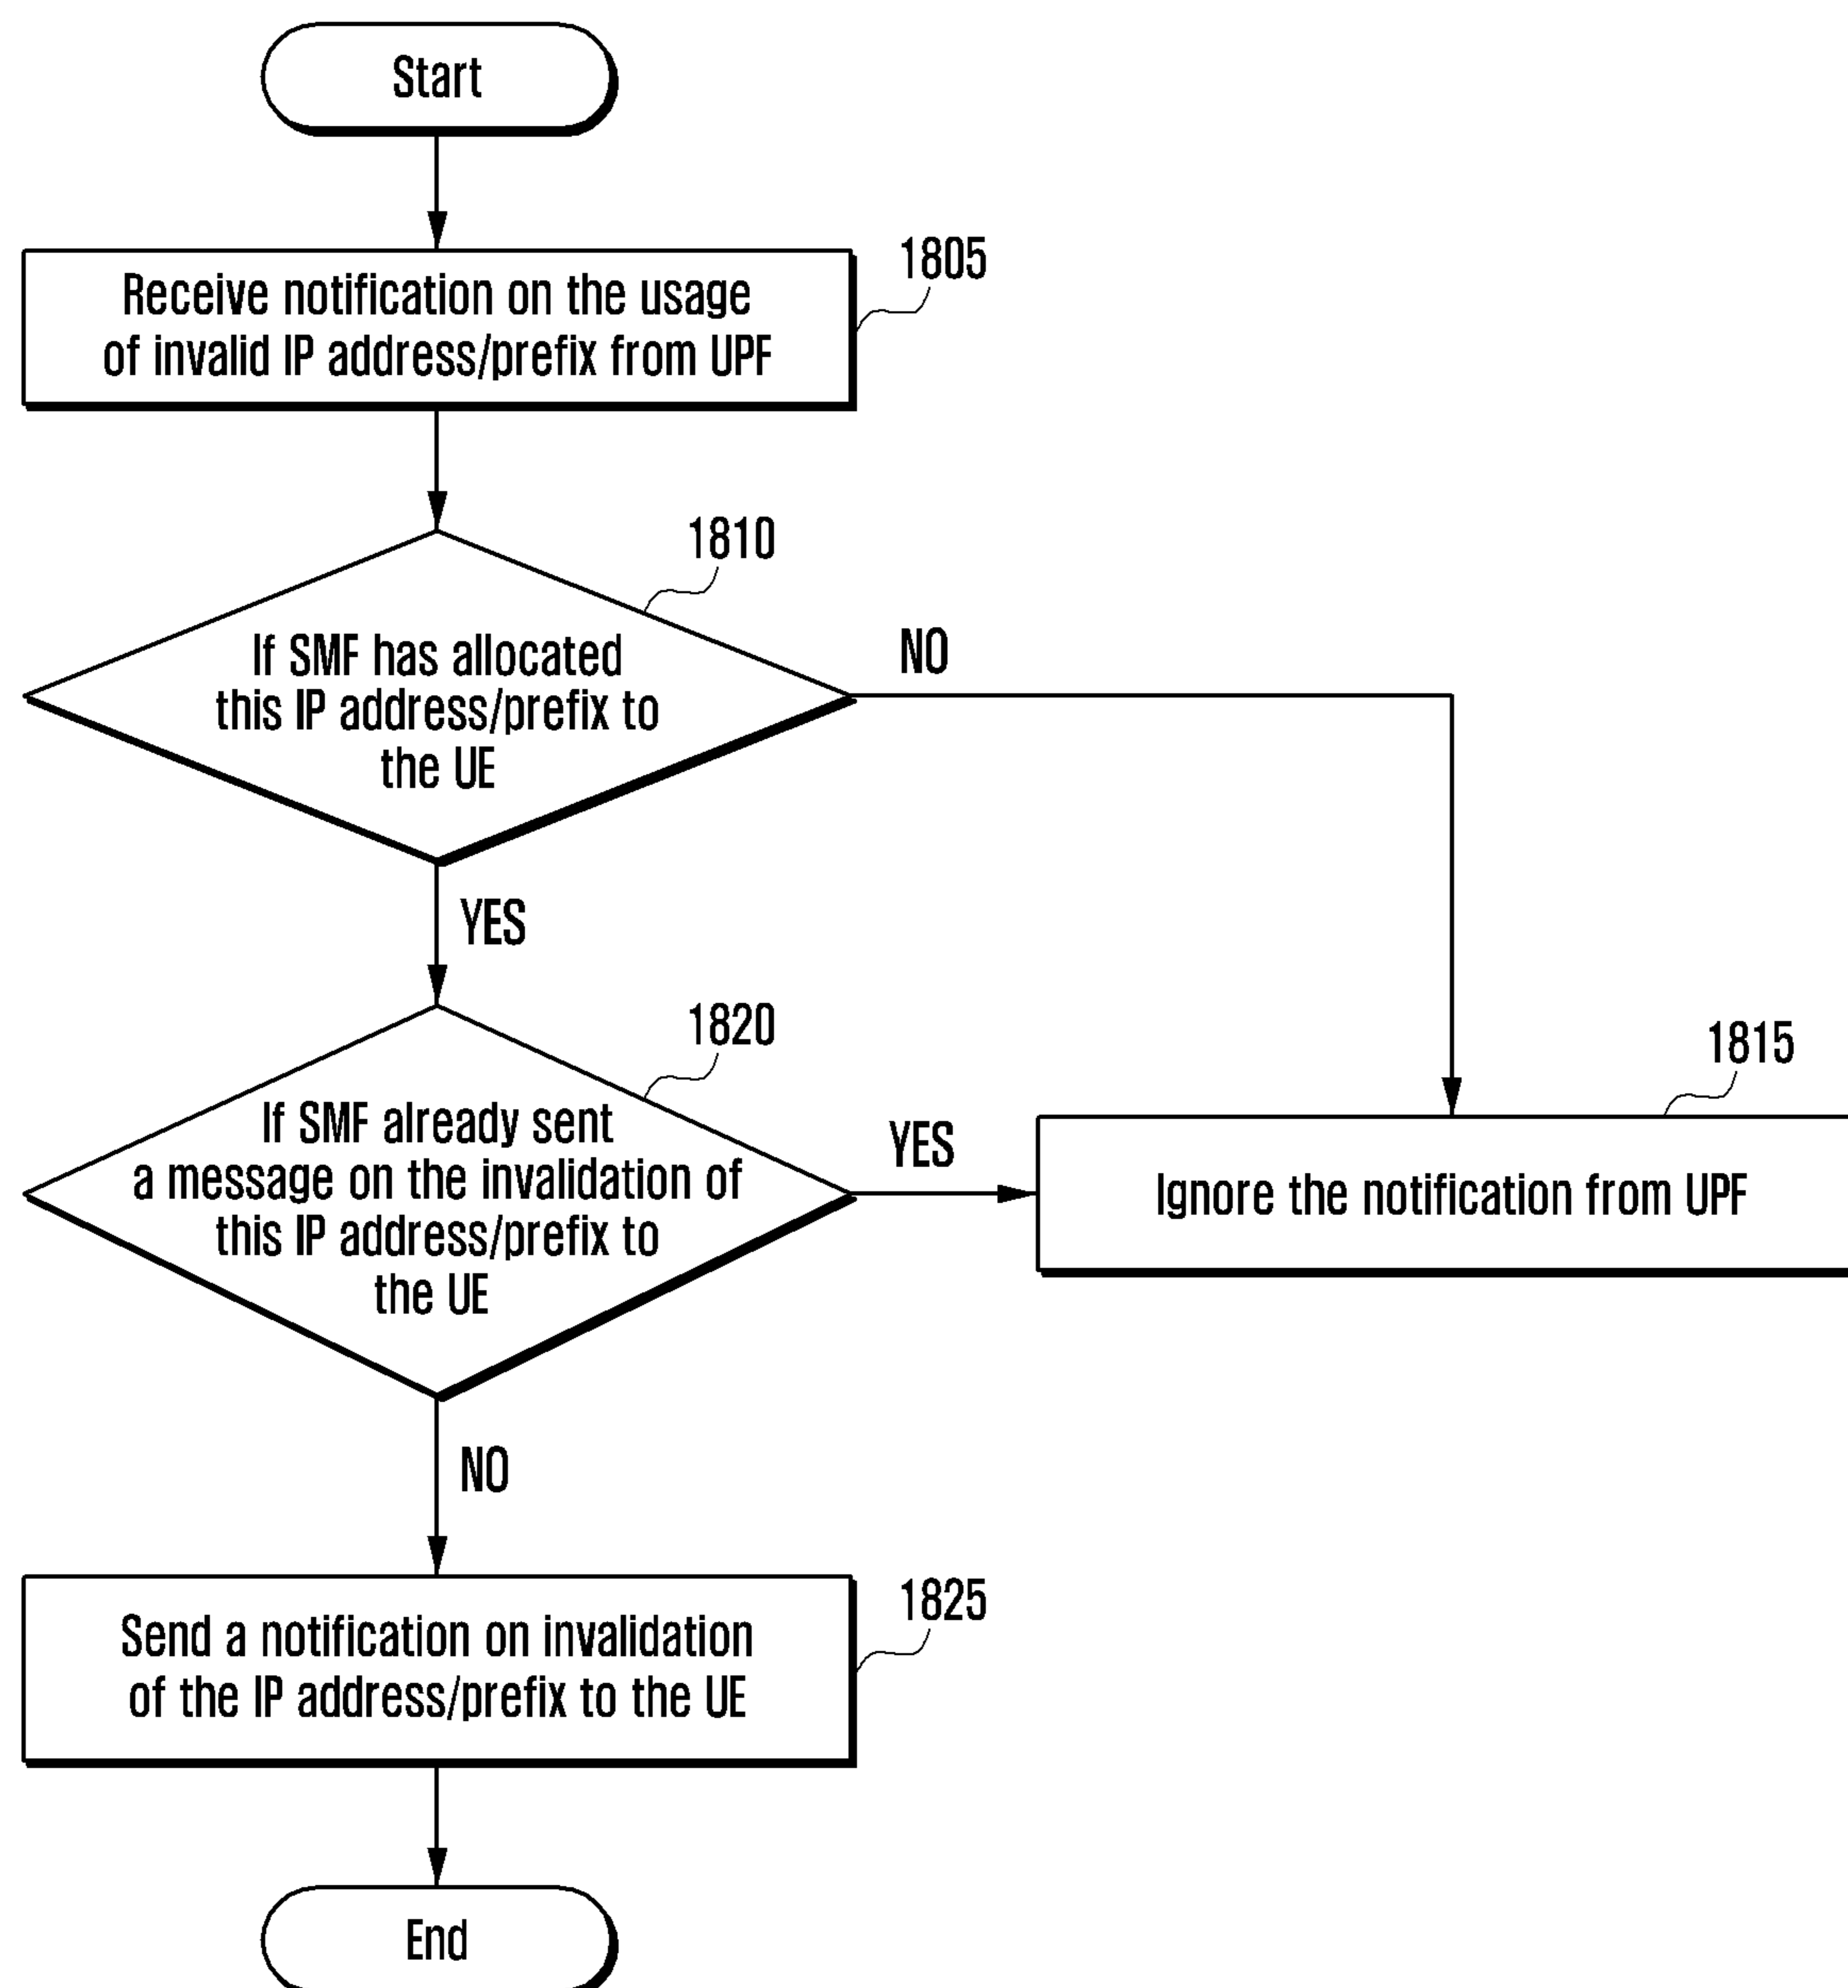 Start
1805
Receive notification on the usage
of invalid IP address/prefix from UPF
1810
If SMF has allocated
this IP address/prefix to
the UE
NO
YES
1820
If SMF already sent
a message on the invalidation of
this IP address/prefix to
the UE
YES
1815
Ignore the notification from UPF
NO
1825
Send a notification on invalidation
of the IP address/prefix to the UE
End